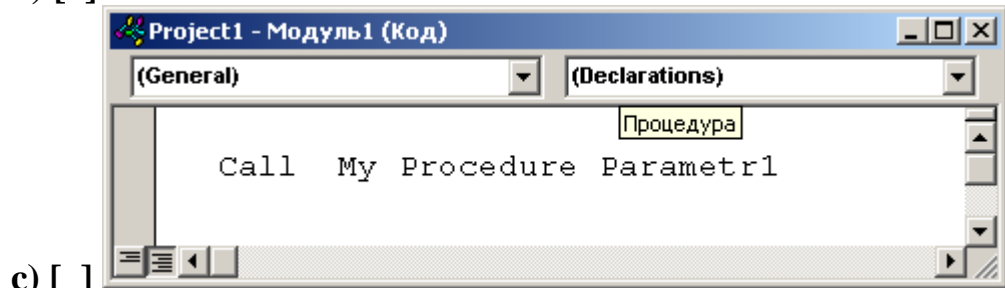 Project1 - Модуль1 (Код)
(General) (Declarations)
Процедура
Call My Procedure Parametr1
c) [ ]